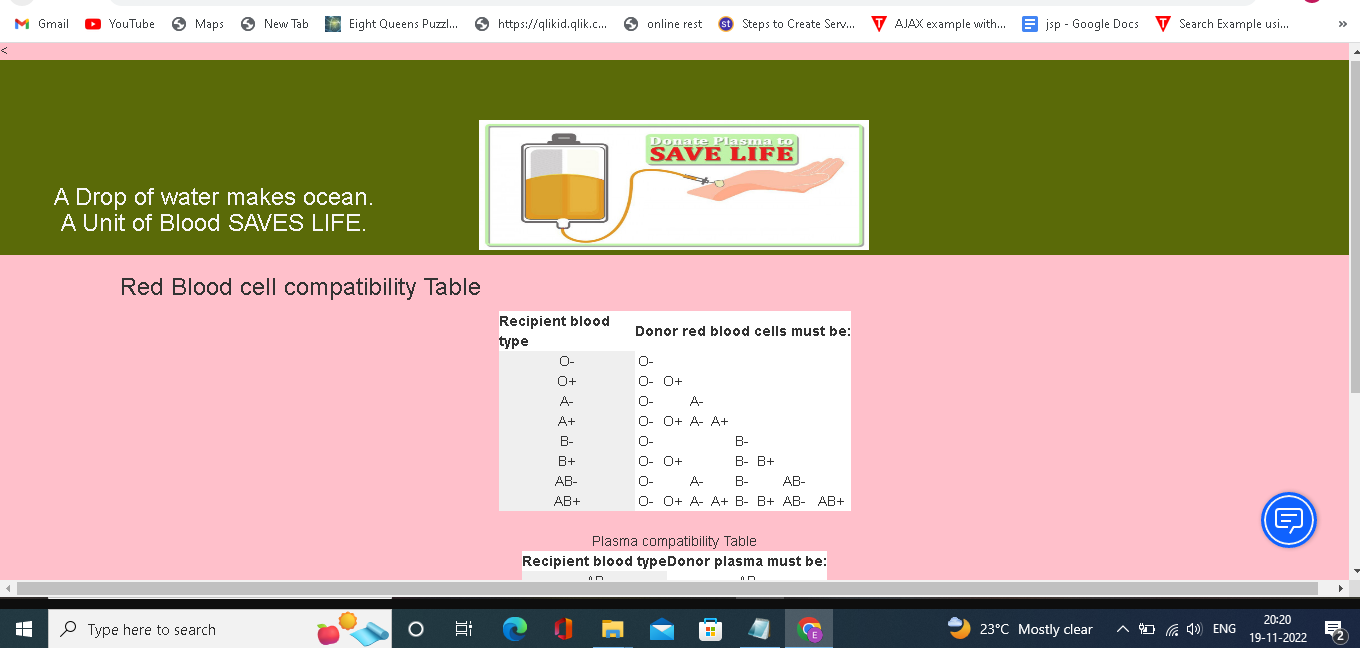 Gmail YouTube Maps New Tab Eight Queens Puzzl... https://qlikid.qlik.c... online rest st Steps to Create Serv... AJAX example with... jsp - Google Docs Search Example usi... »
<
Donate Plasma to
SAVE LIFE
A Drop of water makes ocean.
A Unit of Blood SAVES LIFE.
Red Blood cell compatibility Table
Recipient blood type Donor red blood cells must be:
O- O-
O+ O- O+
A- O- A-
A+ O- O+ A- A+
B- O- B-
B+ O- O+ B- B+
AB- O- A- B- AB-
AB+ O- O+ A- A+ B- B+ AB- AB+
Plasma compatibility Table
Recipient blood type Donor plasma must be:
Type here to search E 23°C Mostly clear ENG 20:20
19-11-2022 2